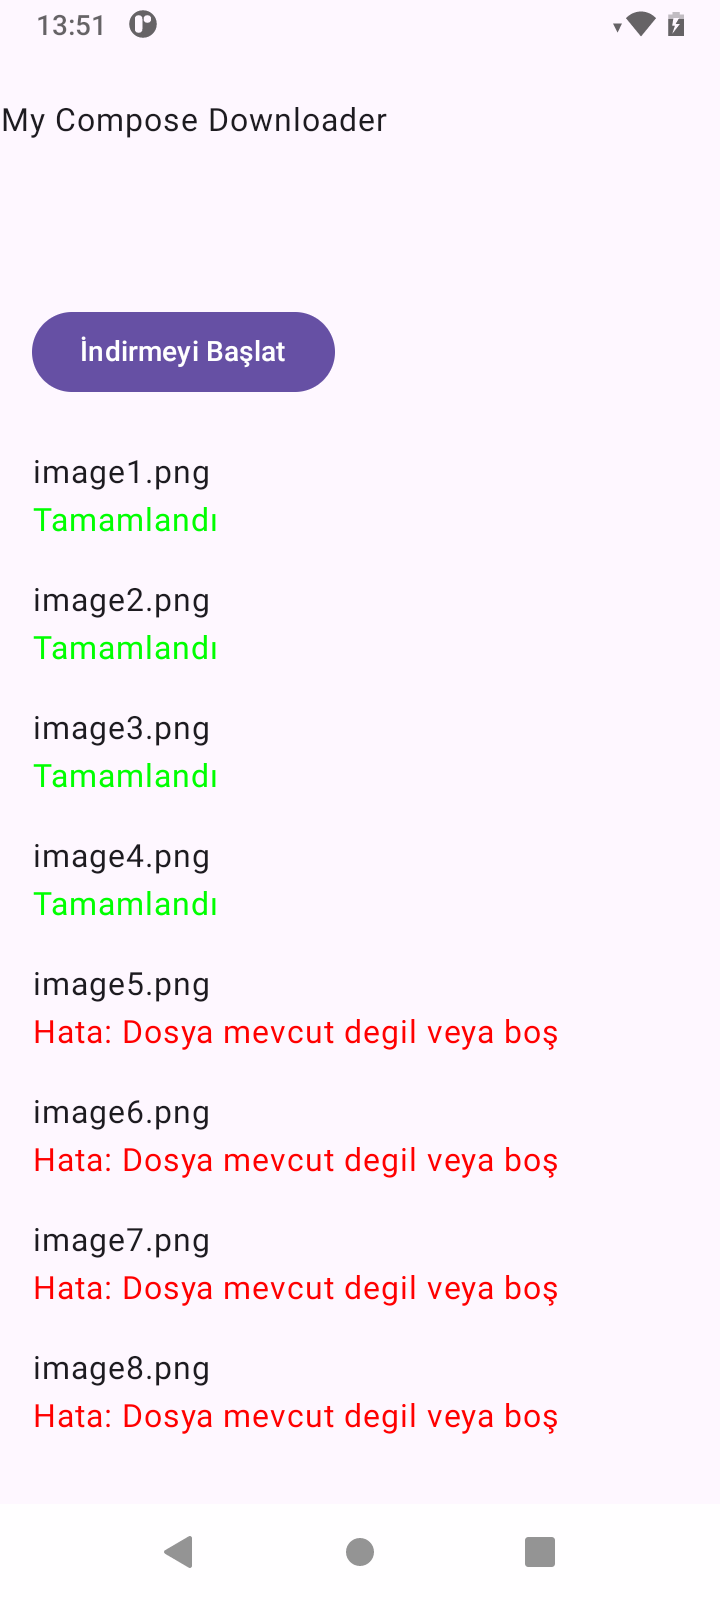 13:51
My Compose Downloader
İndirmeyi Başlat
image1.png
Tamamlandı
image2.png
Tamamlandı
image3.png
Tamamlandı
image4.png
Tamamlandı
image5.png
Hata: Dosya mevcut degil veya boş
image6.png
Hata: Dosya mevcut degil veya boş
image7.png
Hata: Dosya mevcut degil veya boş
image8.png
Hata: Dosya mevcut degil veya boş